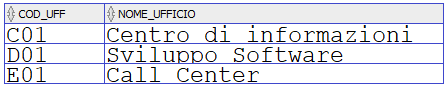 COD_UFF NOME_UFFICIO
C01 Centro di informazioni
D01 Sviluppo Software
E01 Call Center